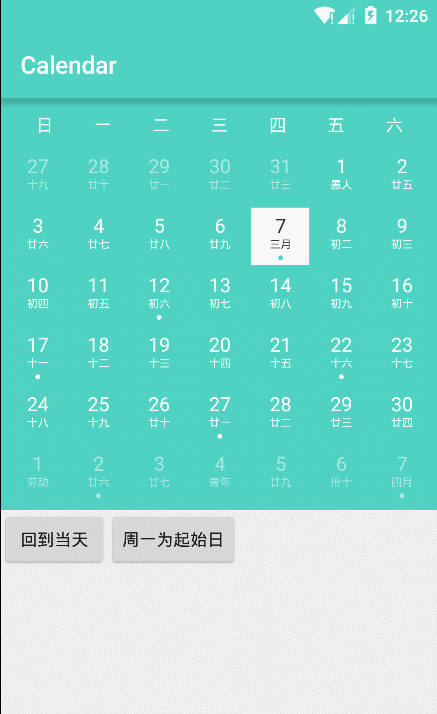 12:26
Calendar
日 一 二 三 四 五 六
27 28 29 30 31 1 2
十九 廿十 廿一 廿二 廿三 愚人 廿五
3 4 5 6 7 8 9
廿六 廿七 廿八 廿九 三月 初二 初三
10 11 12 13 14 15 16
初四 初五 初六 初七 初八 初九 初十
17 18 19 20 21 22 23
十一 十二 十三 十四 十五 十六 十七
24 25 26 27 28 29 30
十八 十九 廿十 廿一 廿二 廿三 廿四
1 2 3 4 5 6 7
劳动 廿六 廿七 青年 廿九 卅十 四月
回到当天 周一为起始日